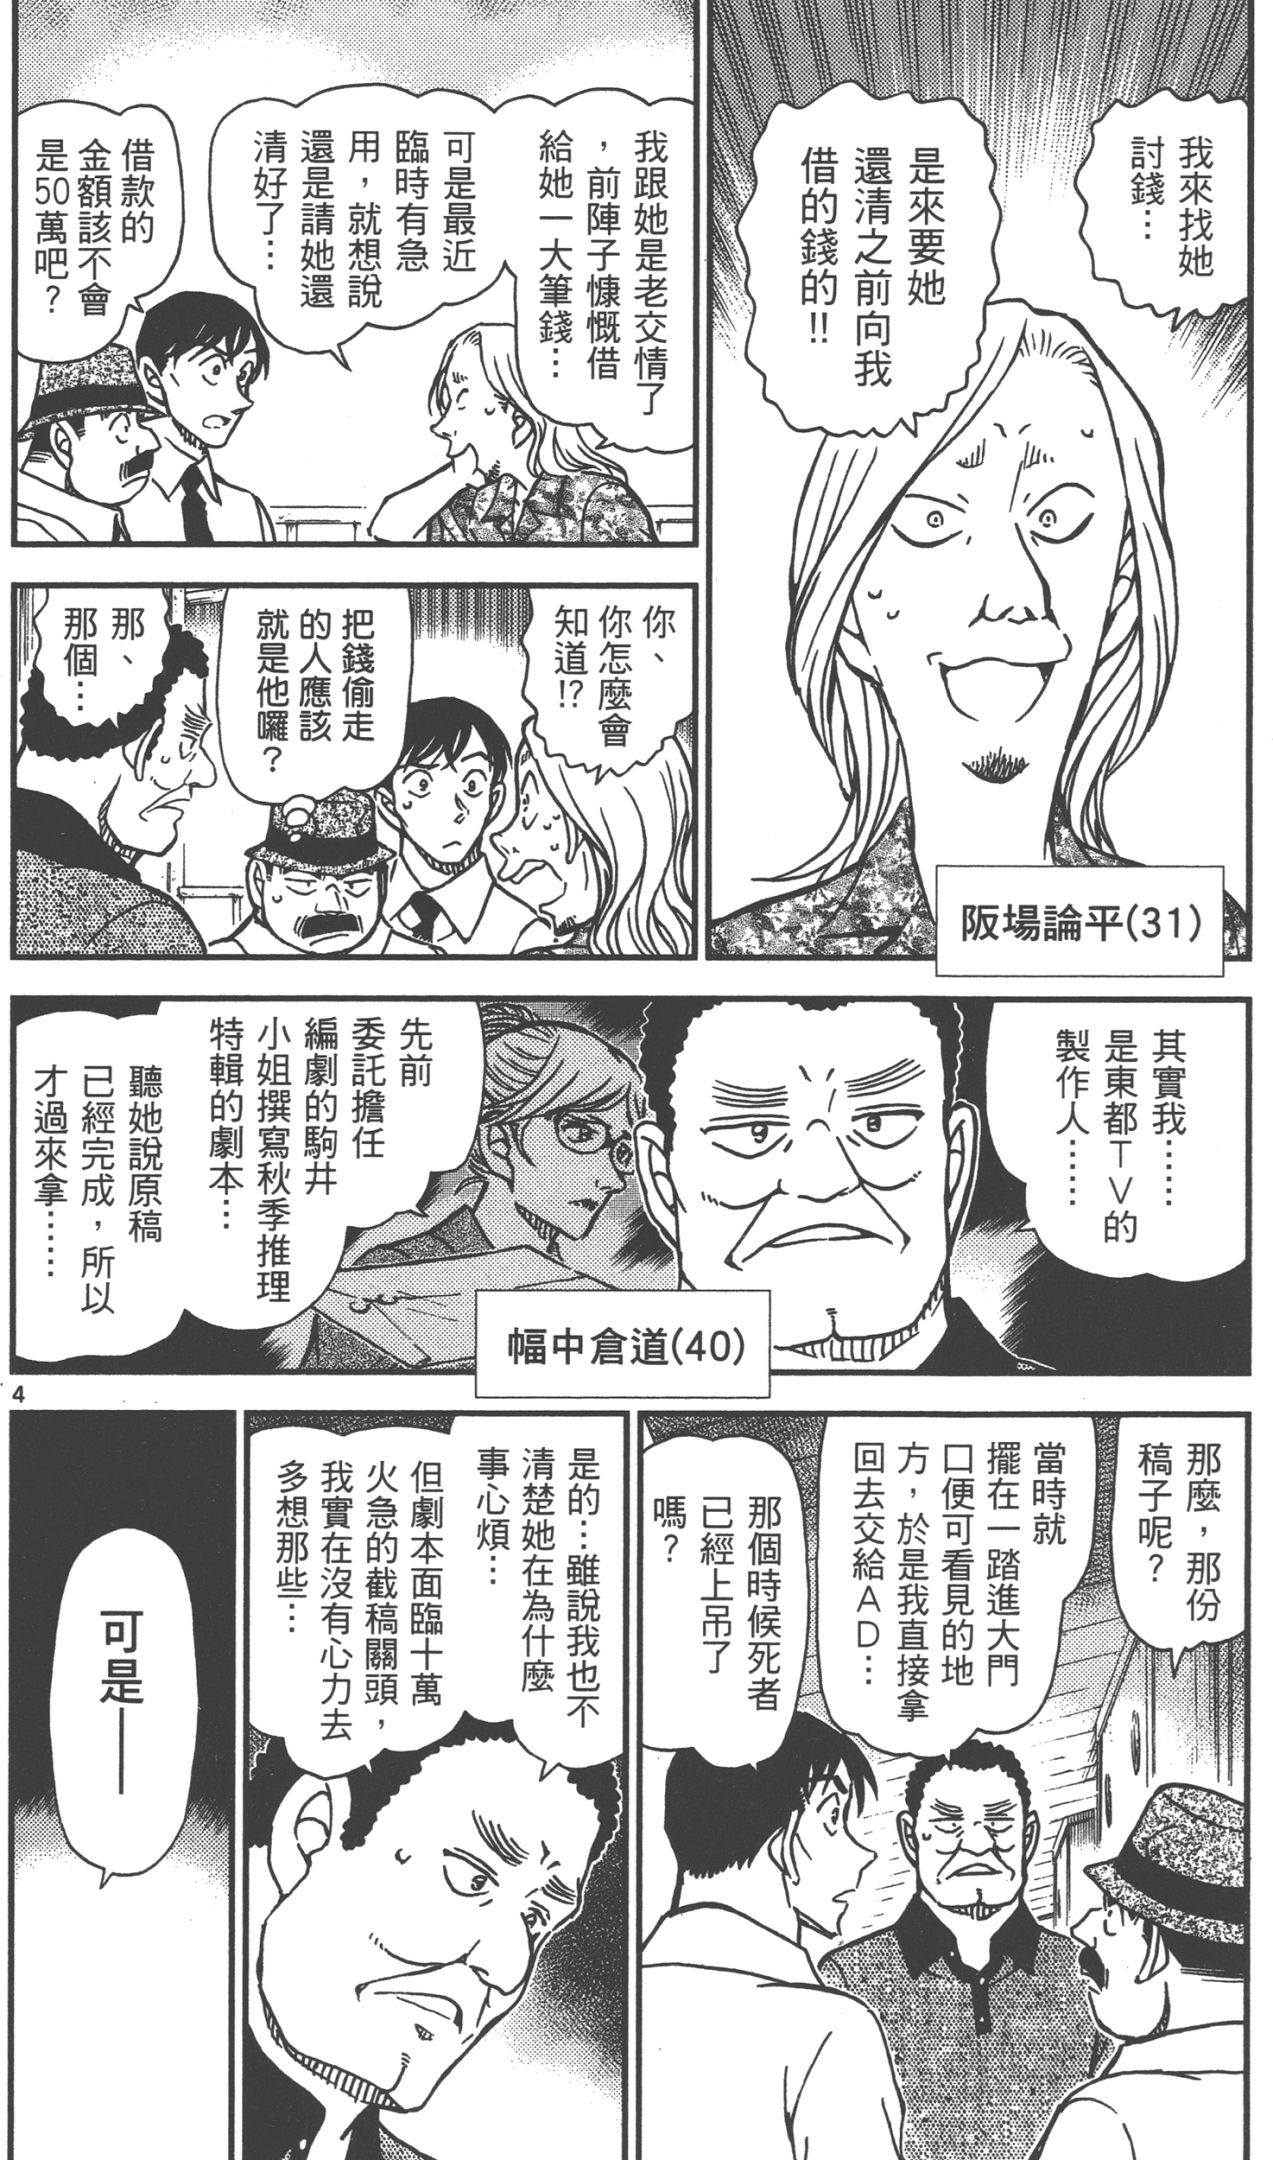 我來找她
討錢…
是來要她
還清之前向我
借的錢的!!
阪場論平(31)
我跟她是老交情了
，前陣子慷慨借
給她一大筆錢…
可是最近
臨時有急
用，就想說
還是請她還
清好了…
借款的
金額該不會
是50萬吧？
你、
你怎麼會
知道!?
把錢偷走
的人應該
就是他囉？
那、
那個…
其實我……
是東都TV的
製作人……
幅中倉道(40)
先前
委託擔任
編劇的駒井
小姐撰寫秋季推理
特輯的劇本…
聽她說原稿
已經完成，所以
才過來拿……
4
那麼，那份
稿子呢？
當時就
擺在一踏進大門
口便可看見的地
方，於是我直接拿
回去交給AD…
那個時候死者
已經上吊了
嗎？
是的…雖說我也不
清楚她在為什麼
事心煩…
但劇本面臨十萬
火急的截稿關頭，
我實在沒有心力去
多想那些…
可是——